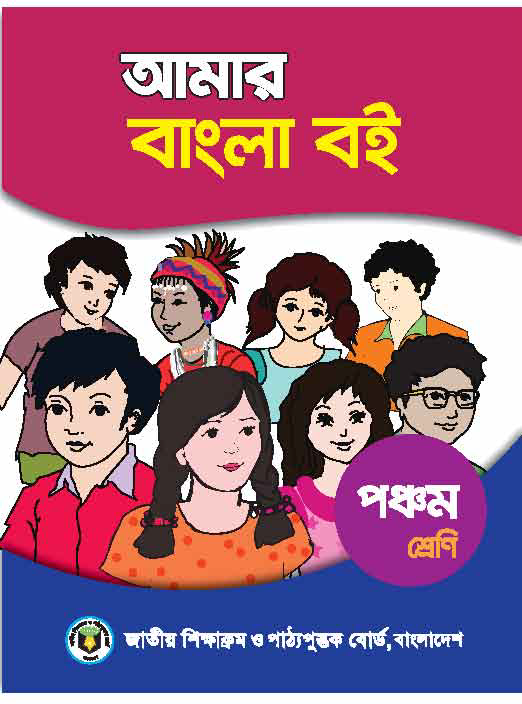 আমার
বাংলা বই
পঞ্চম
শ্রেণি
জাতীয় শিক্ষাক্রম ও পাঠ্যপুস্তক বোর্ড, বাংলাদেশ